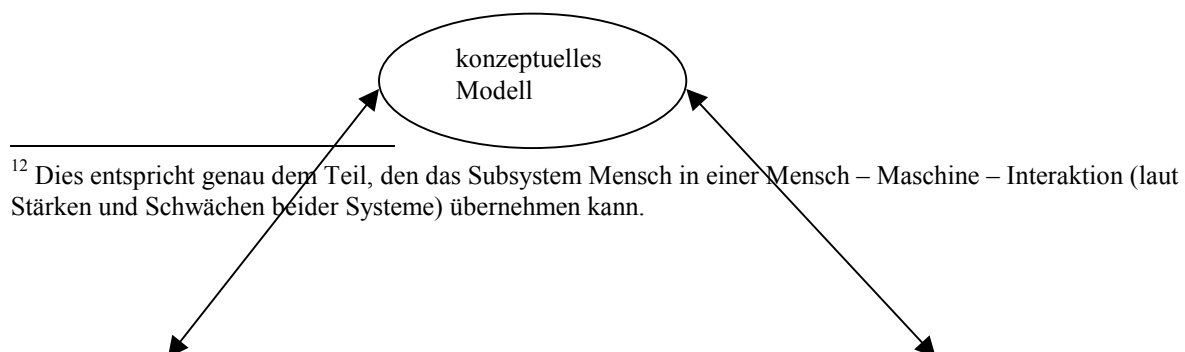 konzeptuelles
Modell
12 Dies entspricht genau dem Teil, den das Subsystem Mensch in einer Mensch – Maschine – Interaktion (laut
Stärken und Schwächen beider Systeme) übernehmen kann.